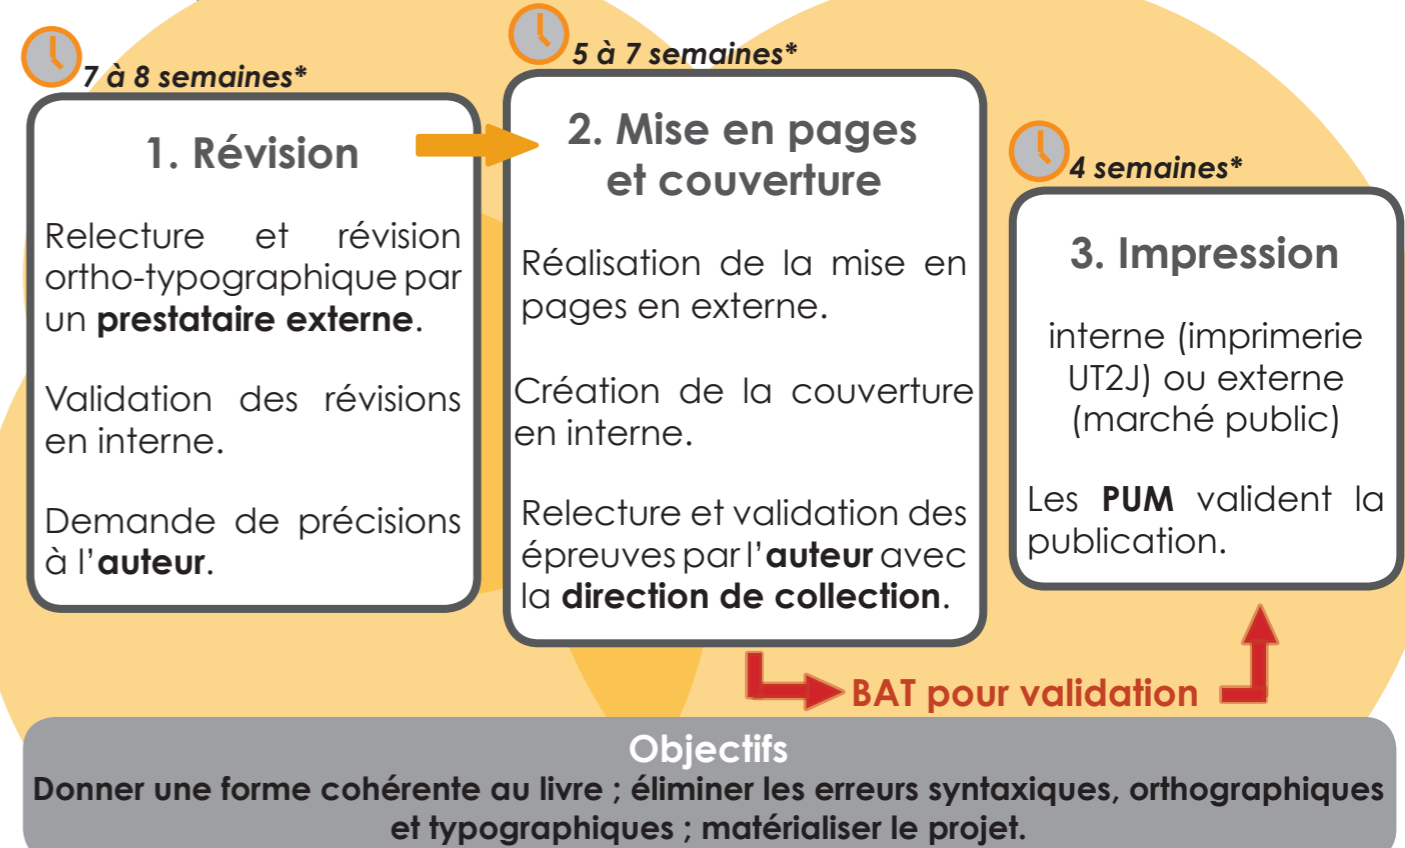 7 à 8 semaines*
1. Révision
Relecture et révision
ortho-typographique par
un prestataire externe.
Validation des révisions
en interne.
Demande de précisions
à l’auteur.
5 à 7 semaines*
2. Mise en pages
et couverture
Réalisation de la mise en
pages en externe.
Création de la couverture
en interne.
Relecture et validation des
épreuves par l’auteur avec
la direction de collection.
4 semaines*
3. Impression
interne (imprimerie
UT2J) ou externe
(marché public)
Les PUM valident la
publication.
BAT pour validation
Objectifs
Donner une forme cohérente au livre ; éliminer les erreurs syntaxiques, orthographiques
et typographiques ; matérialiser le projet.